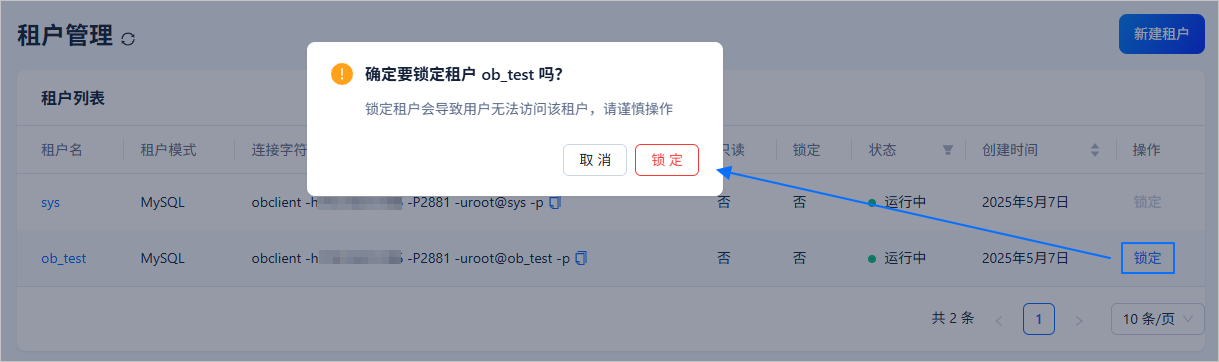 租户管理
新建租户
确定要锁定租户 ob_test 吗?
锁定租户会导致用户无法访问该租户，请谨慎操作
取 消 锁 定
租户列表
租户名 租户模式 连接字符 只读 锁定 状态 创建时间 操作
sys MySQL obclient -h -P2881 -uroot@sys -p 否 否 运行中 2025年5月7日 锁定
ob_test MySQL obclient -h -P2881 -uroot@ob_test -p 否 否 运行中 2025年5月7日 锁定
共 2 条 < 1 > 10 条/页